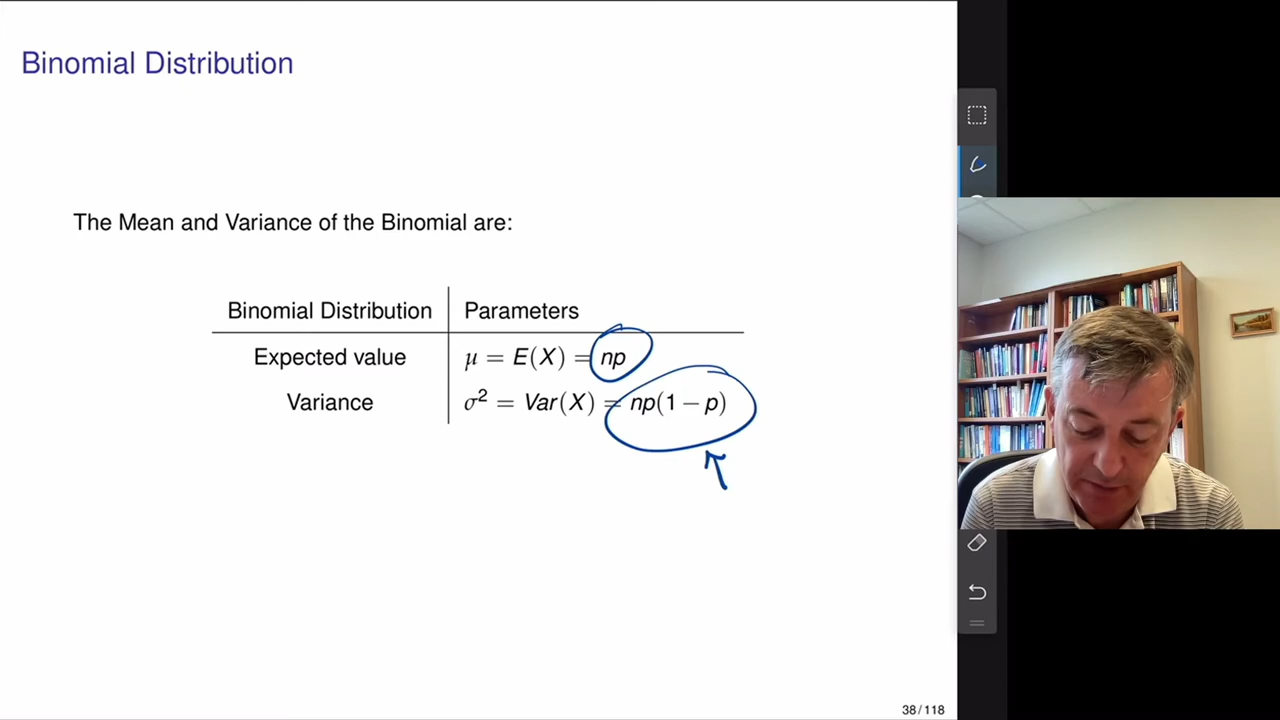 Binomial Distribution
The Mean and Variance of the Binomial are:
Binomial Distribution Parameters
Expected value μ = E(X) = np
Variance σ² = Var(X) = np(1 − p)
38 / 118